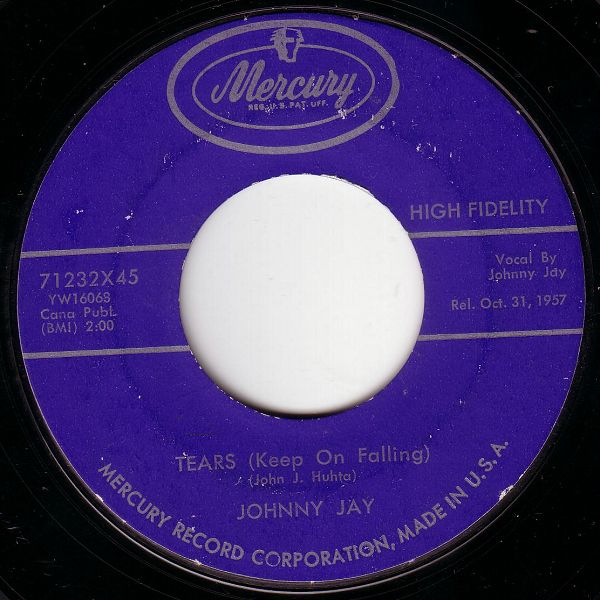 Mercury
REG. U.S. PAT. OFF.
HIGH FIDELITY
71232X45
YW16068
Cana Publ.
(BMI) 2:00
Vocal By
Johnny Jay
Rel. Oct. 31, 1957
TEARS (Keep On Falling)
(John J. Huhta)
JOHNNY JAY
MERCURY RECORD CORPORATION, MADE IN U.S.A.